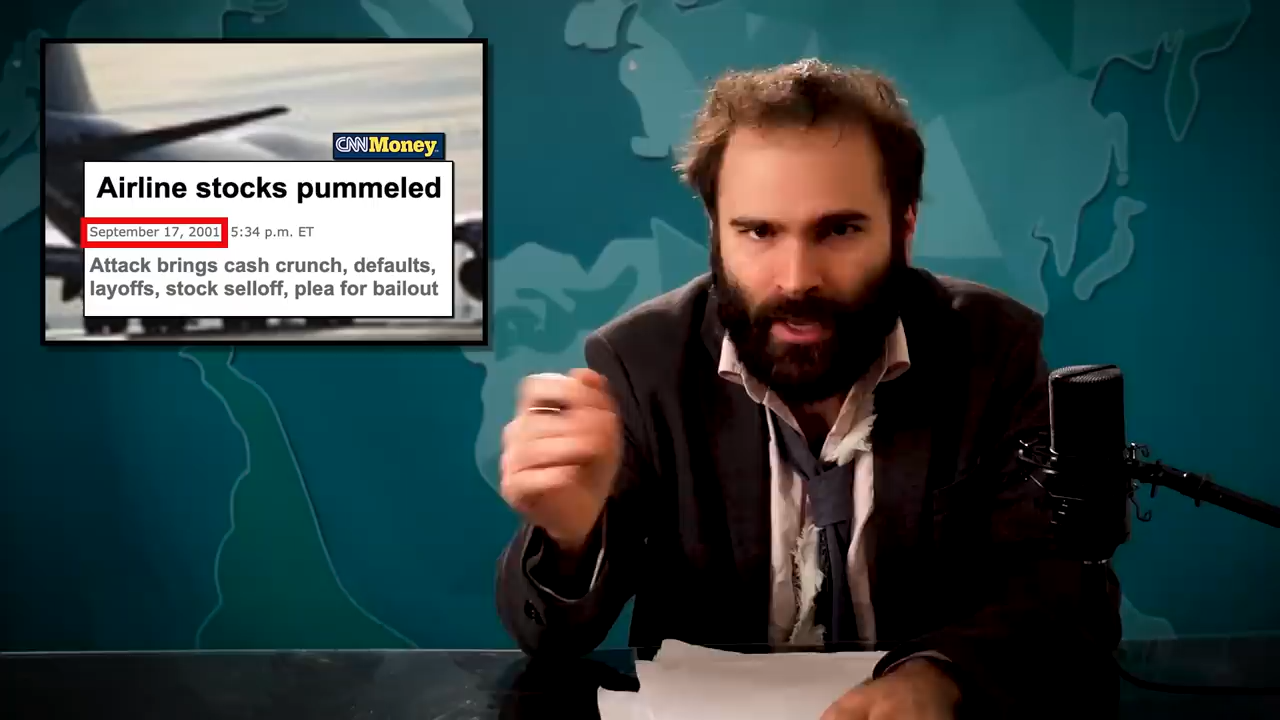 CNNMoney
Airline stocks pummeled
September 17, 2001 5:34 p.m. ET
Attack brings cash crunch, defaults,
layoffs, stock selloff, plea for bailout